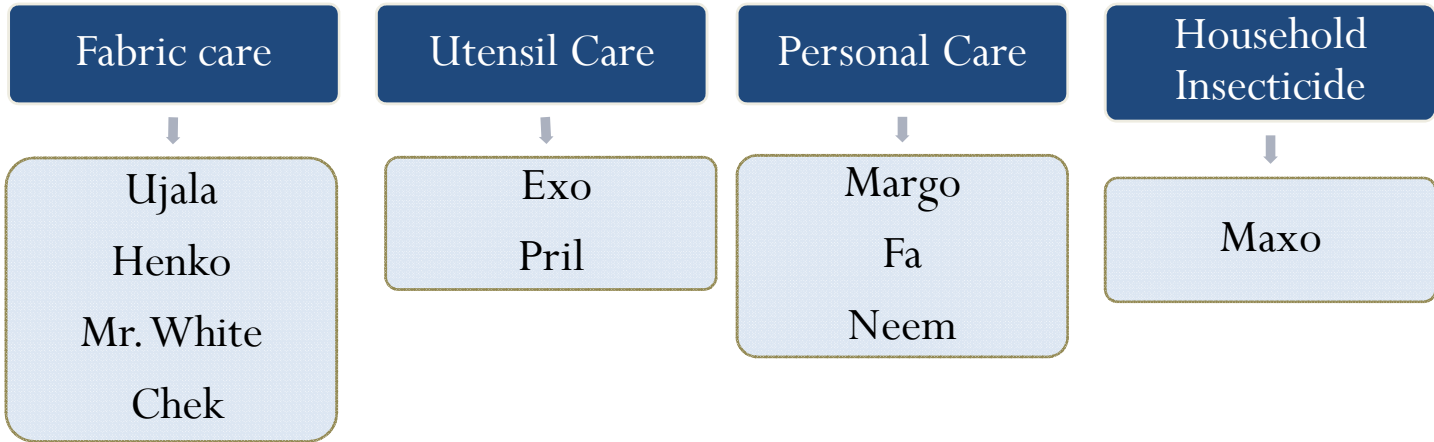 Fabric care
Ujala
Henko
Mr. White
Chek
Utensil Care
Exo
Pril
Personal Care
Margo
Fa
Neem
Household
Insecticide
Maxo